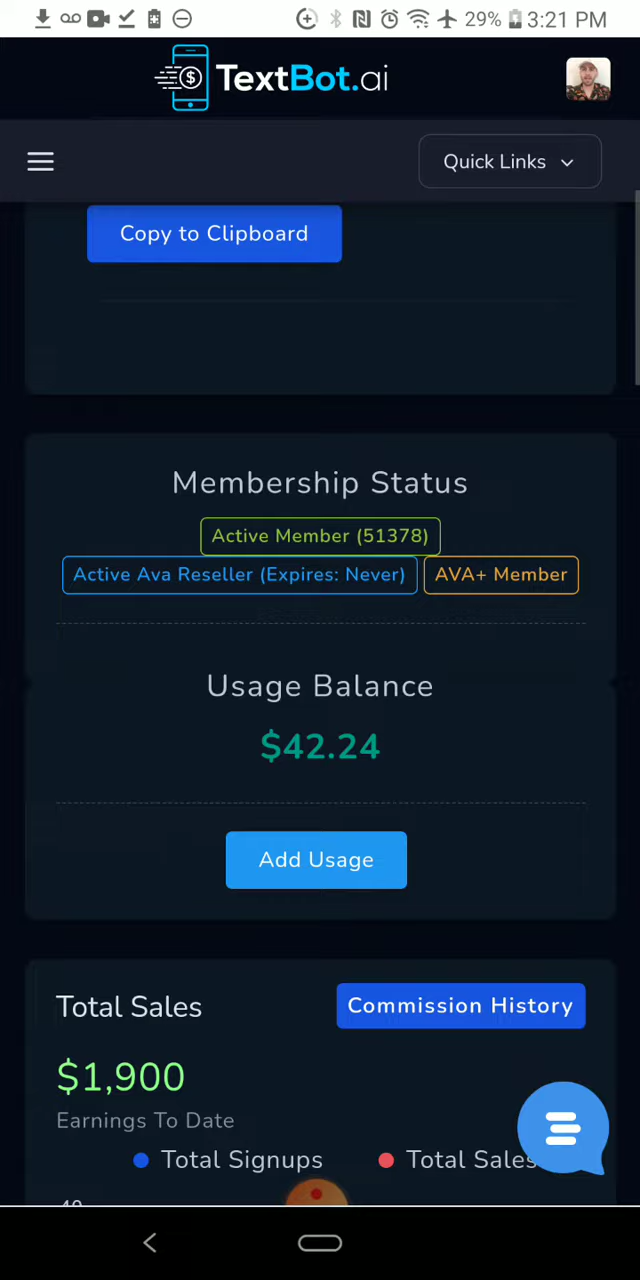 29% 3:21 PM
TextBot.ai
Quick Links
Copy to Clipboard
Membership Status
Active Member (51378)
Active Ava Reseller (Expires: Never) AVA+ Member
Usage Balance
$42.24
Add Usage
Total Sales Commission History
$1,900
Earnings To Date
Total Signups Total Sales